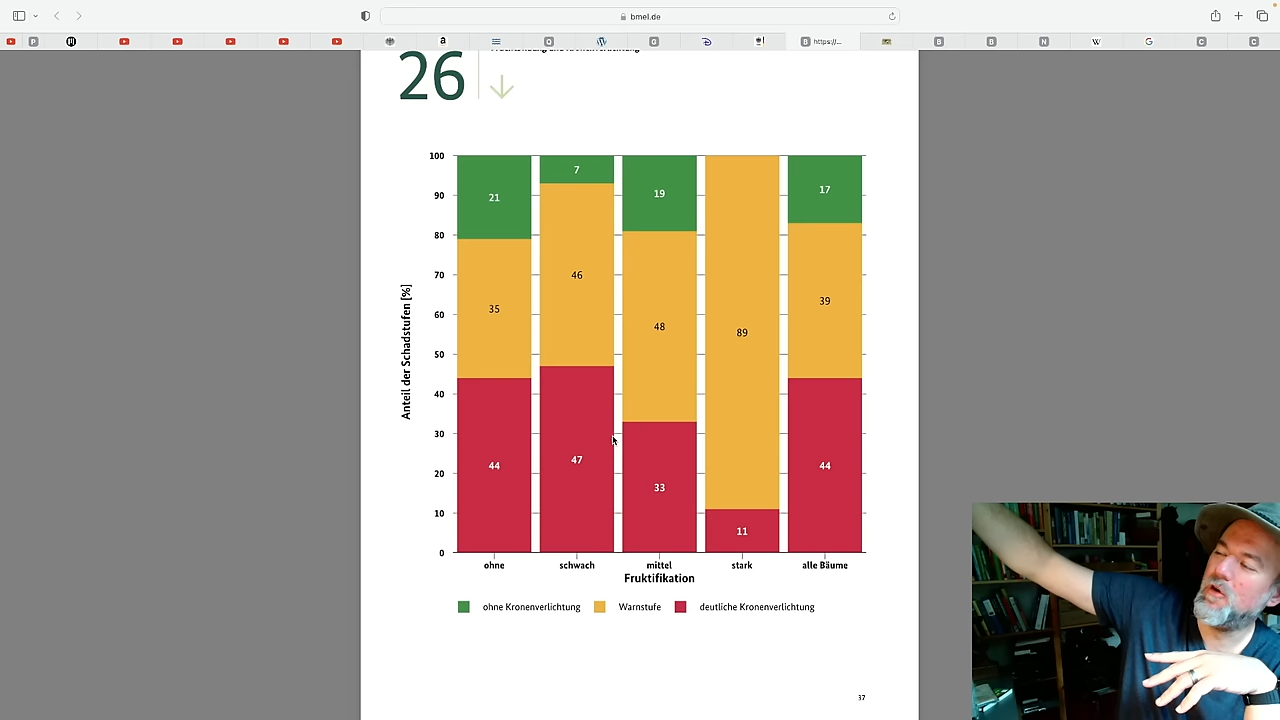 bmel.de
https://...
26
100
90
80
70
60
50
40
30
20
10
0
Anteil der Schadstufen [%]
21
35
44
7
46
47
19
48
33
89
11
17
39
44
ohne
schwach
mittel
stark
alle Bäume
Fruktifikation
ohne Kronenverlichtung
Warnstufe
deutliche Kronenverlichtung
37